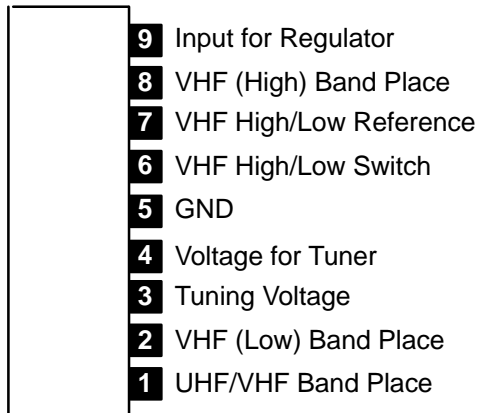 9 Input for Regulator
8 VHF (High) Band Place
7 VHF High/Low Reference
6 VHF High/Low Switch
5 GND
4 Voltage for Tuner
3 Tuning Voltage
2 VHF (Low) Band Place
1 UHF/VHF Band Place